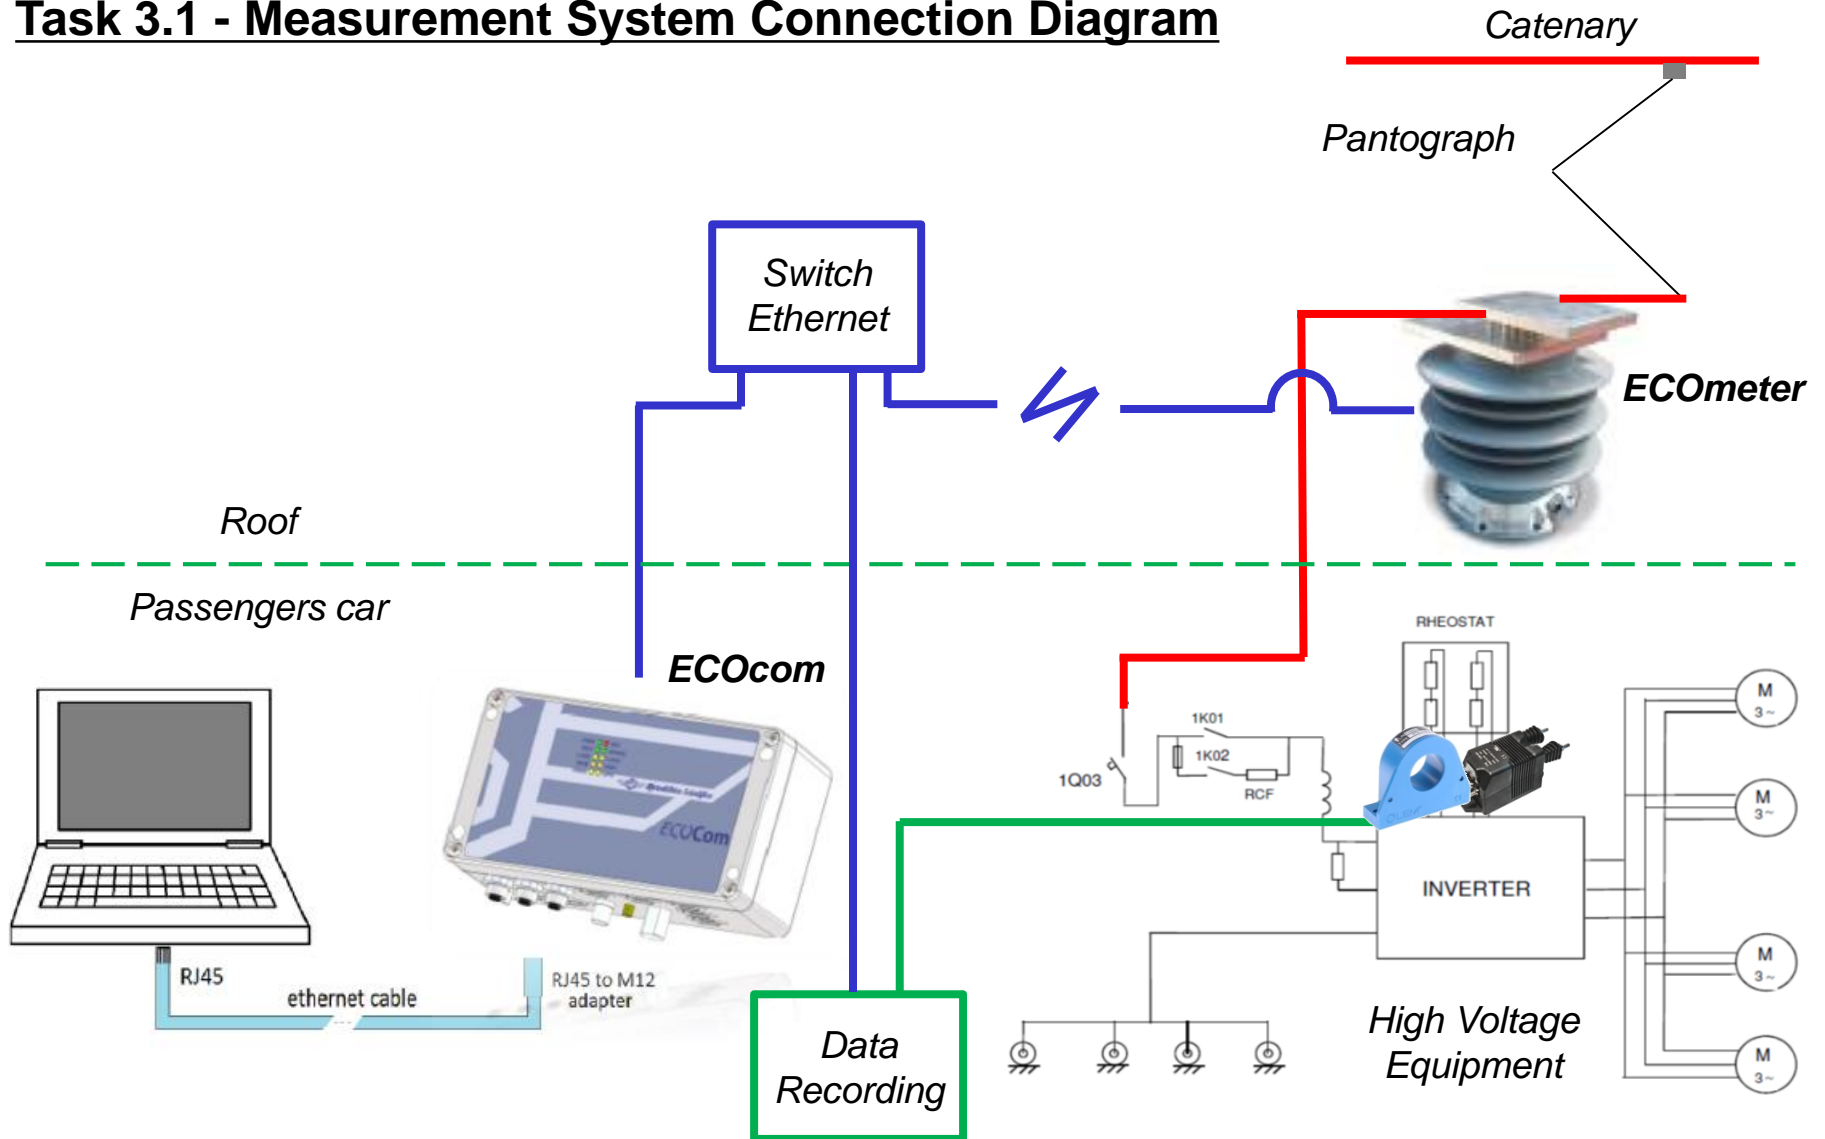 Task 3.1 - Measurement System Connection Diagram
Catenary
Pantograph
Switch
Ethernet
ECOmeter
Roof
Passengers car
ECOcom
RHEOSTAT
M
3~
1K01
1K02
1Q03
RCF
ECOCom
M
3~
INVERTER
RJ45
RJ45 to M12
adapter
ethernet cable
M
3~
High Voltage
Equipment
Data
Recording
M
3~